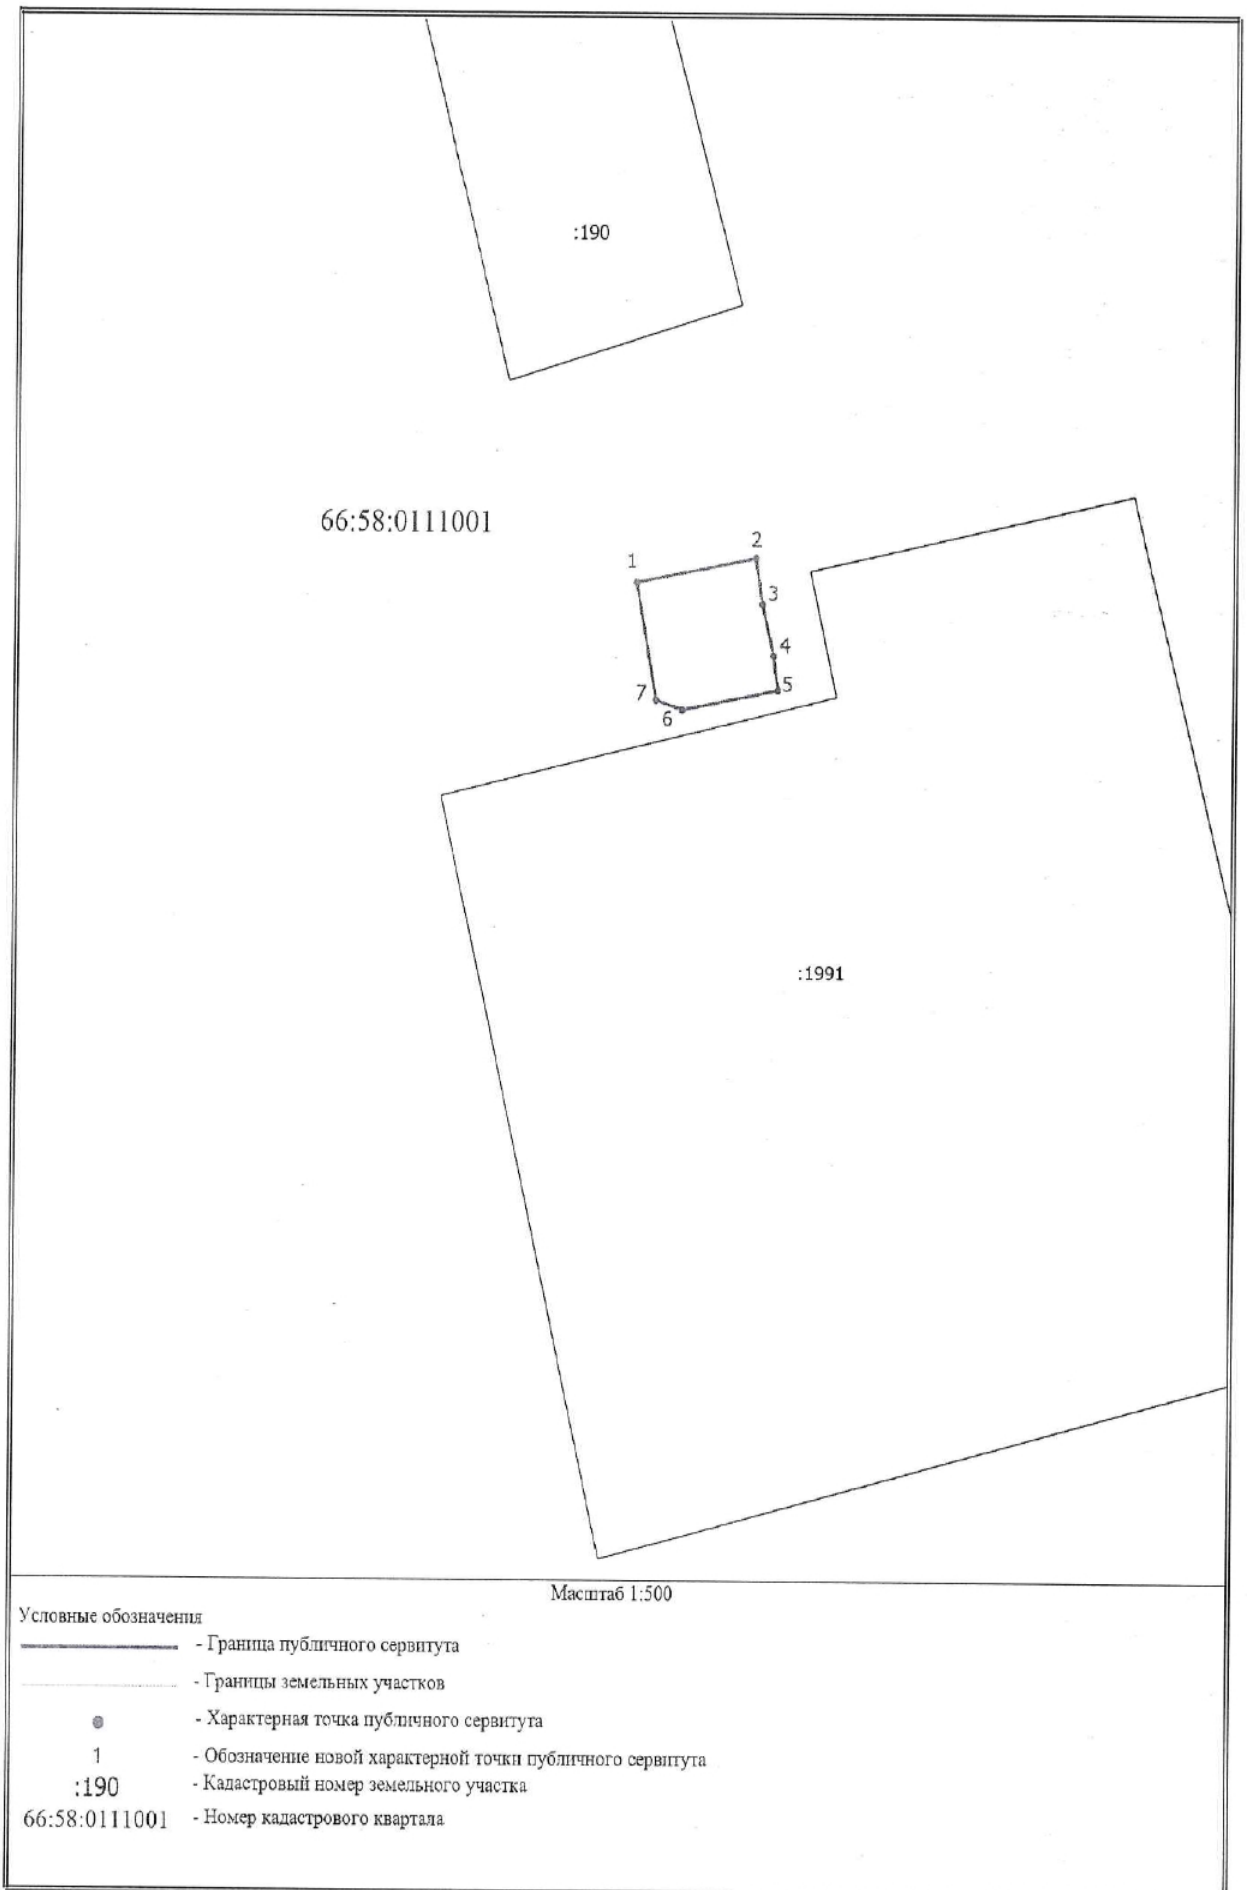 :190
66:58:0111001
2
1
3
4
5
7
6
:1991
Масштаб 1:500
Условные обозначения
- Граница публичного сервитута
- Границы земельных участков
- Характерная точка публичного сервитута
1 - Обозначение новой характерной точки публичного сервитута
:190 - Кадастровый номер земельного участка
66:58:0111001 - Номер кадастрового квартала